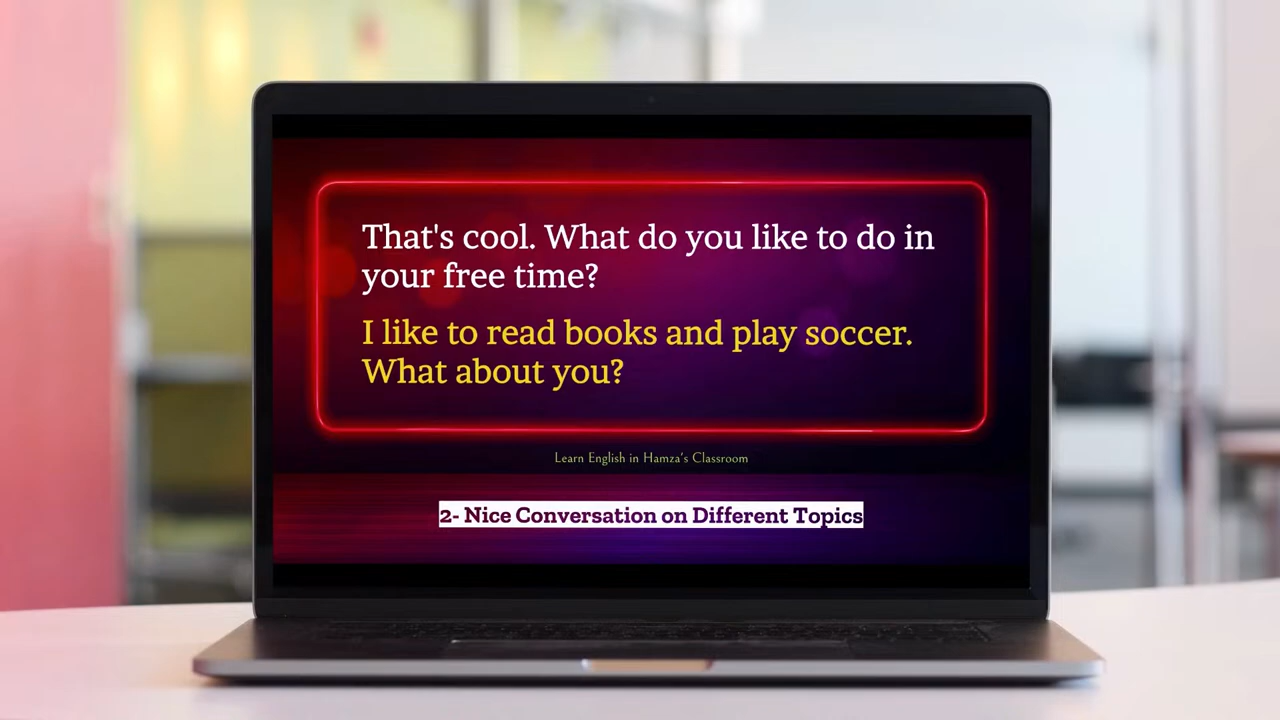 That's cool. What do you like to do in
your free time?
I like to read books and play soccer.
What about you?
Learn English in Hamza's Classroom
2- Nice Conversation on Different Topics